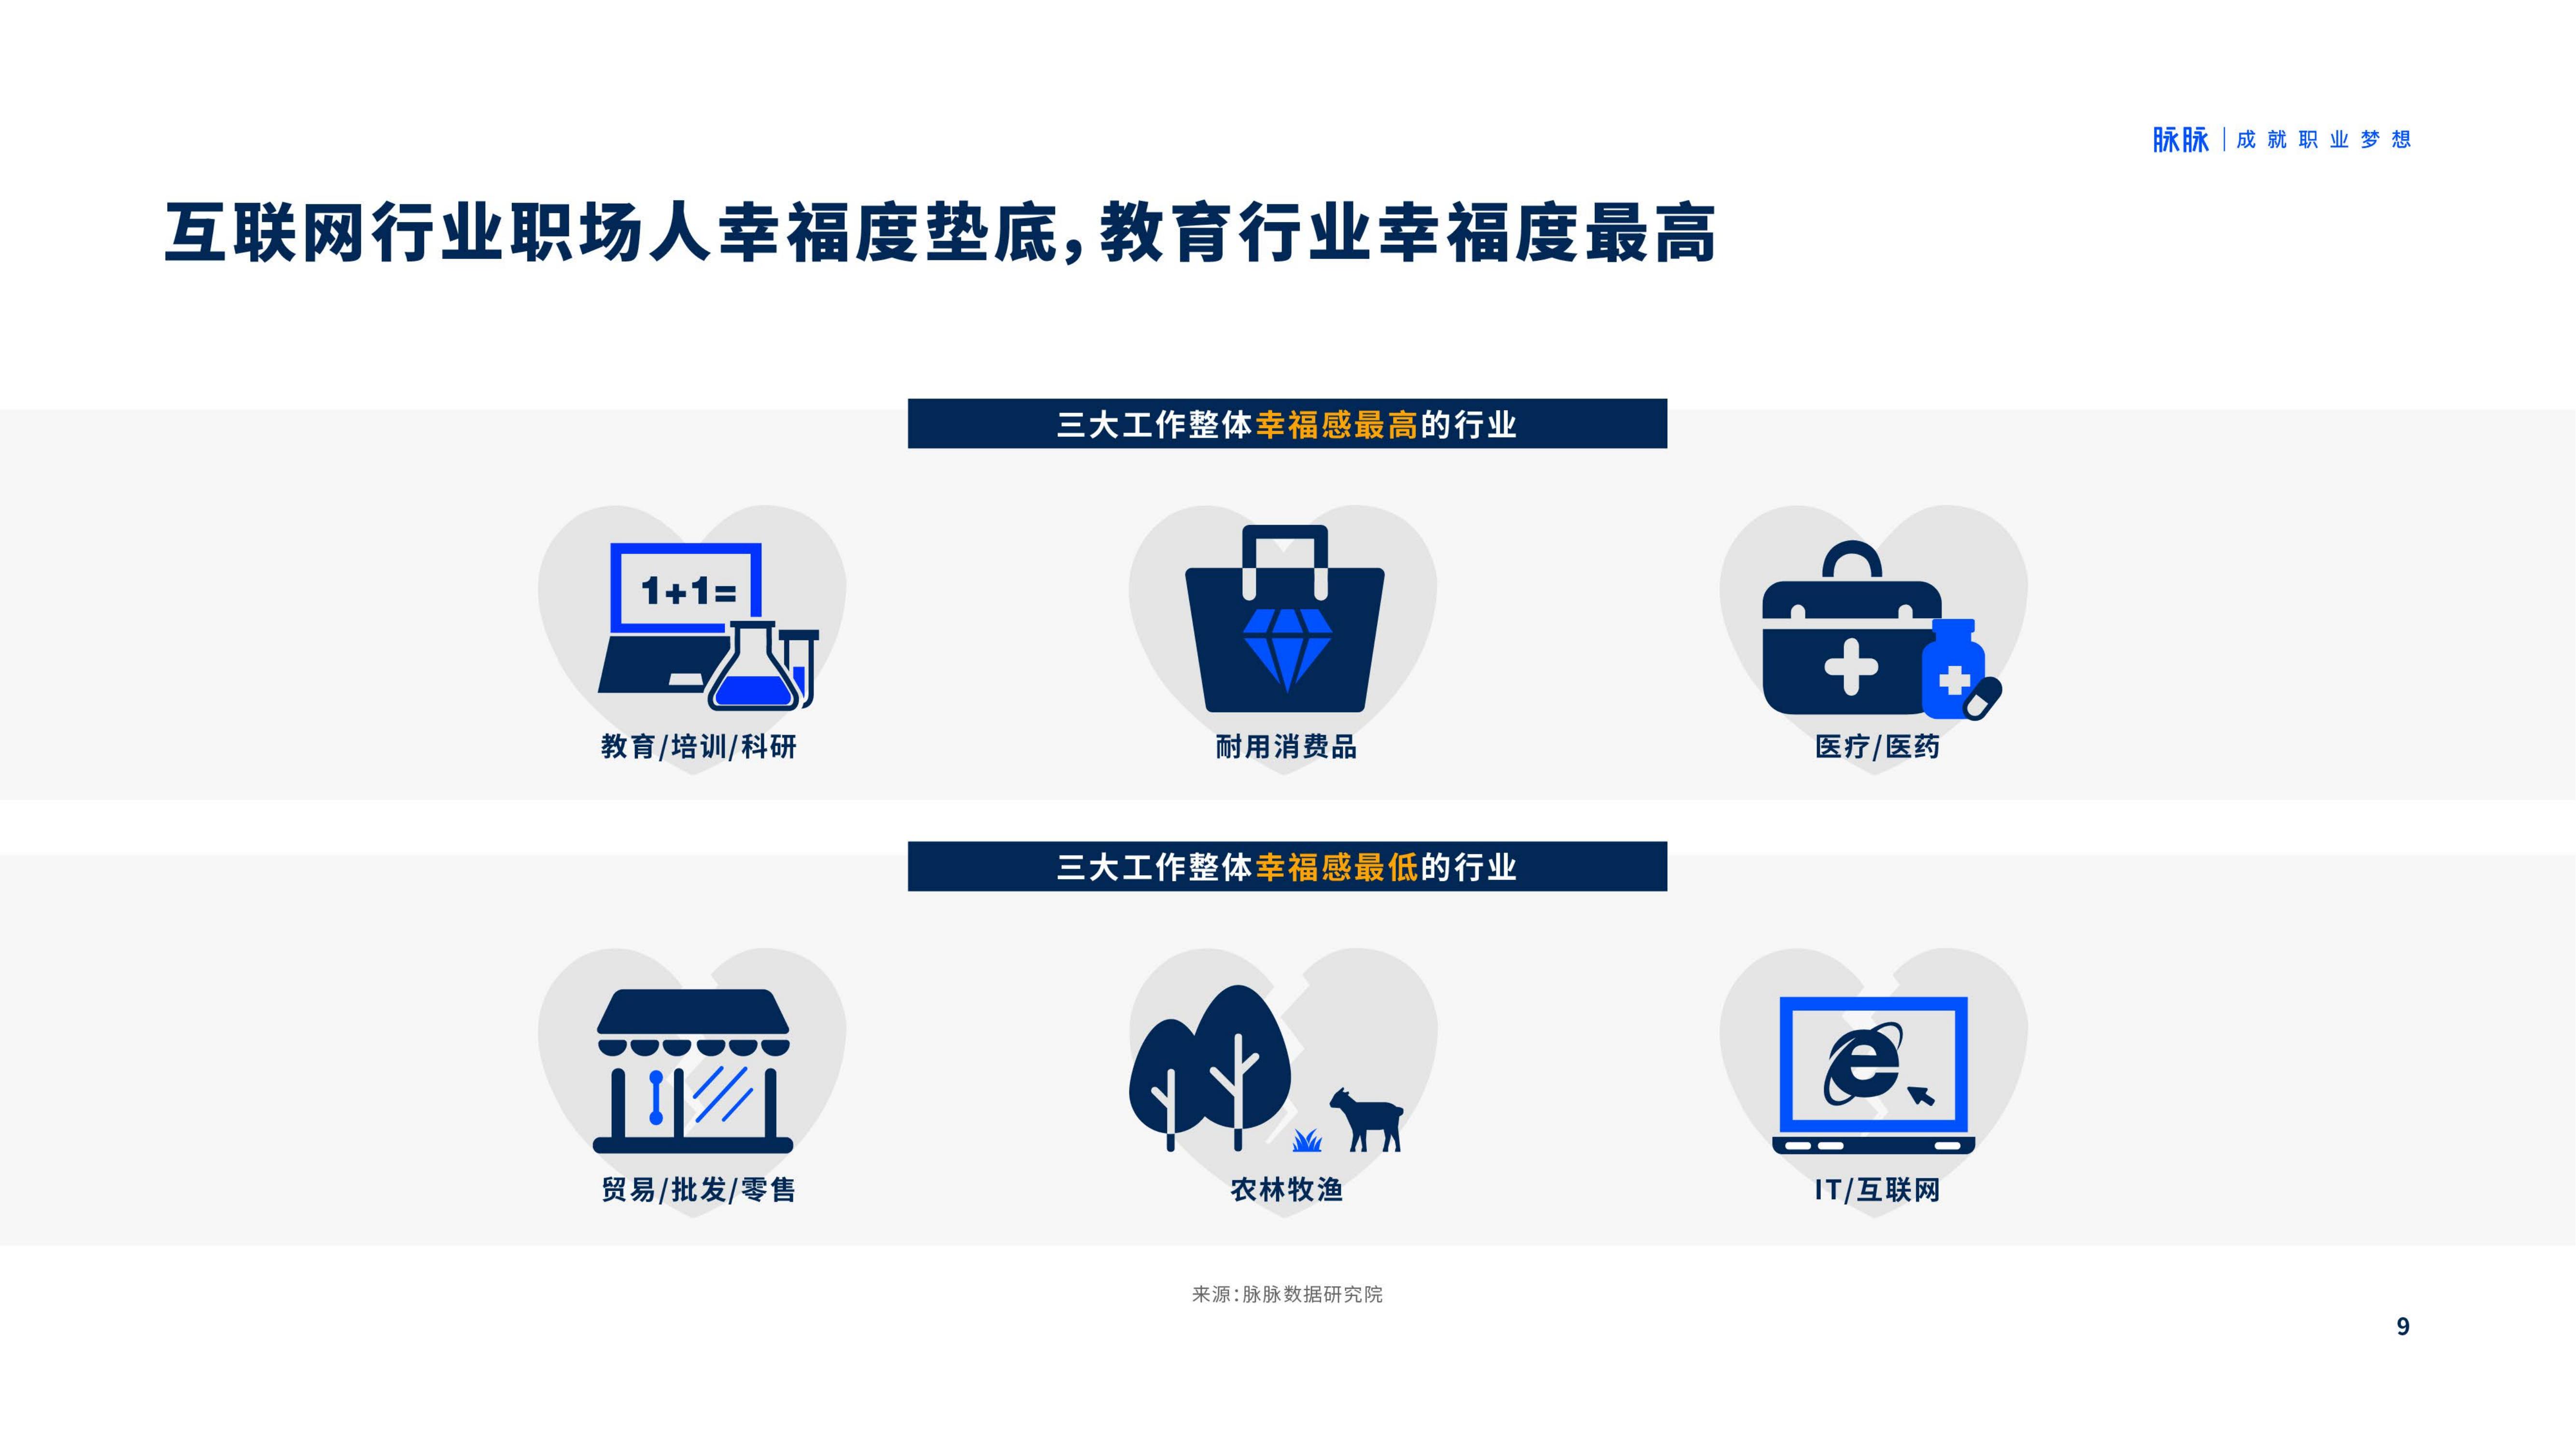 脉脉 | 成就职业梦想
互联网行业职场人幸福度垫底,教育行业幸福度最高
三大工作整体幸福感最高的行业
1+1=
教育/培训/科研
耐用消费品
医疗/医药
三大工作整体幸福感最低的行业
e
贸易/批发/零售
农林牧渔
IT/互联网
来源:脉脉数据研究院
9